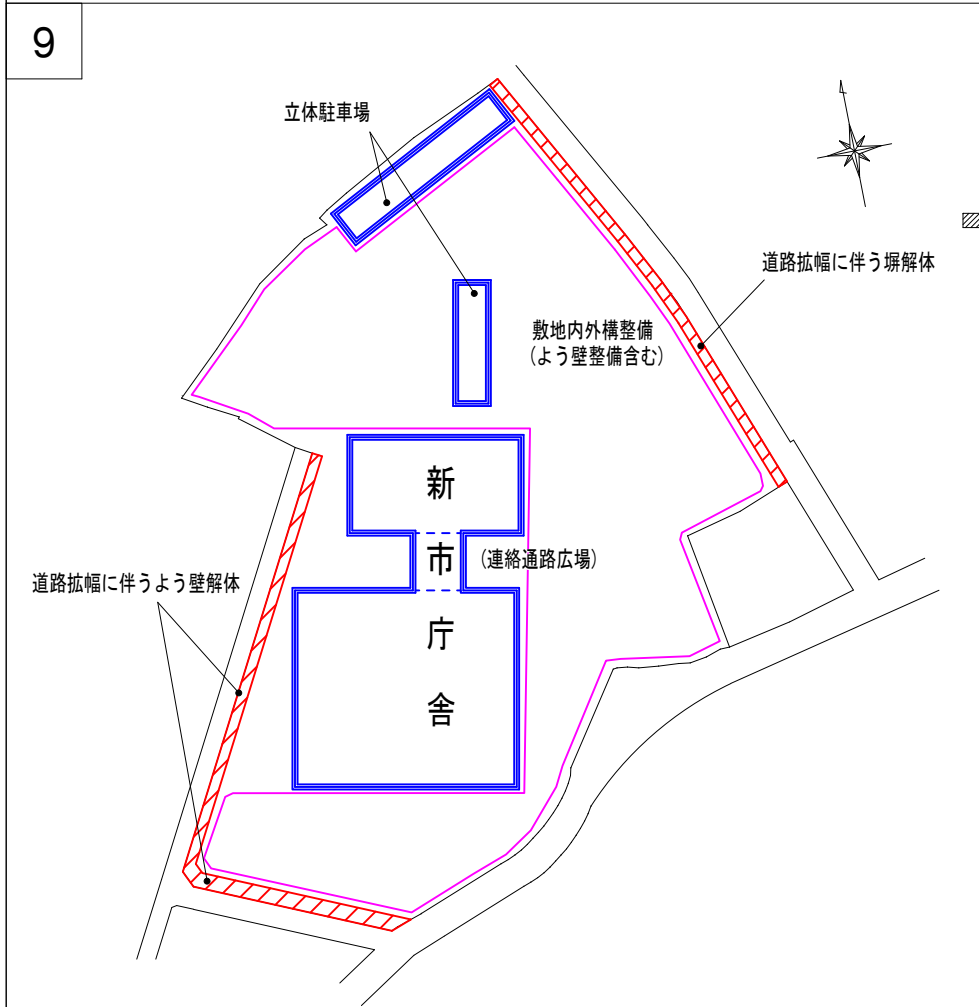 9
立体駐車場
道路拡幅に伴う塀解体
敷地内外構整備
(よう壁整備含む)
新
市
(連絡通路広場)
庁
舎
道路拡幅に伴うよう壁解体